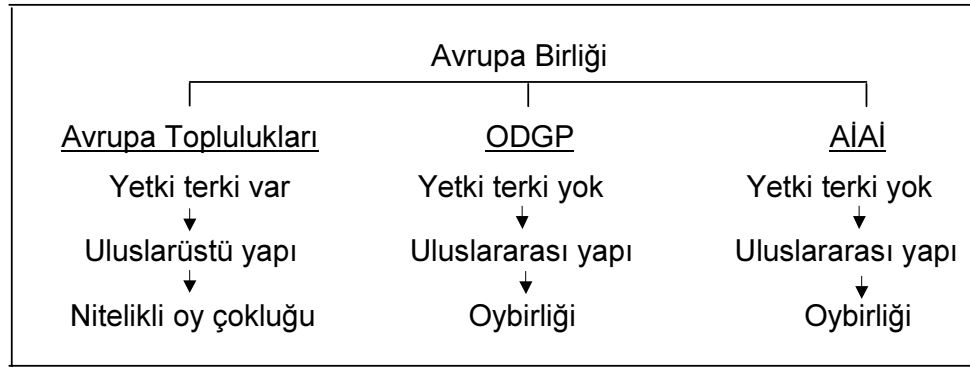 Avrupa Birliği
Avrupa Toplulukları ODGP AİAİ
Yetki terki var Yetki terki yok Yetki terki yok
Uluslarüstü yapı Uluslararası yapı Uluslararası yapı
Nitelikli oy çokluğu Oybirliği Oybirliği